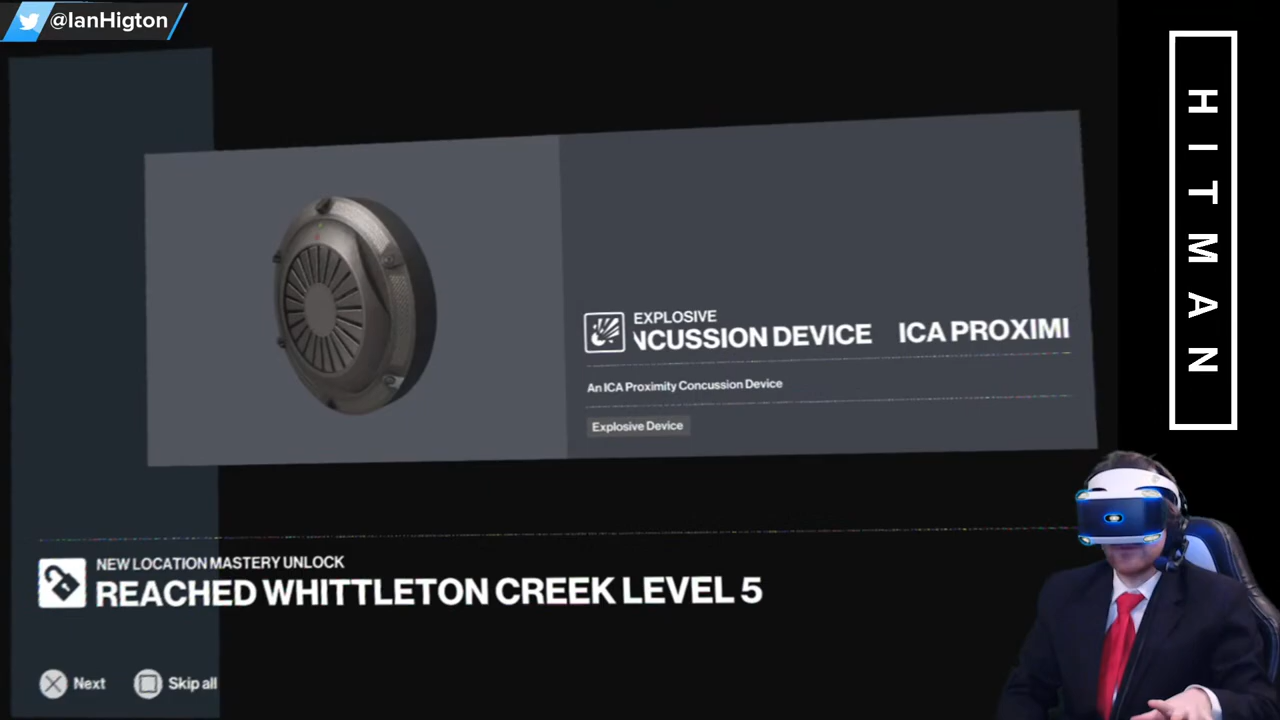 @IanHigton
HITMAN
EXPLOSIVE
NCUSSION DEVICE ICA PROXIMI
An ICA Proximity Concussion Device
Explosive Device
NEW LOCATION MASTERY UNLOCK
REACHED WHITTLETON CREEK LEVEL 5
Next
Skip all